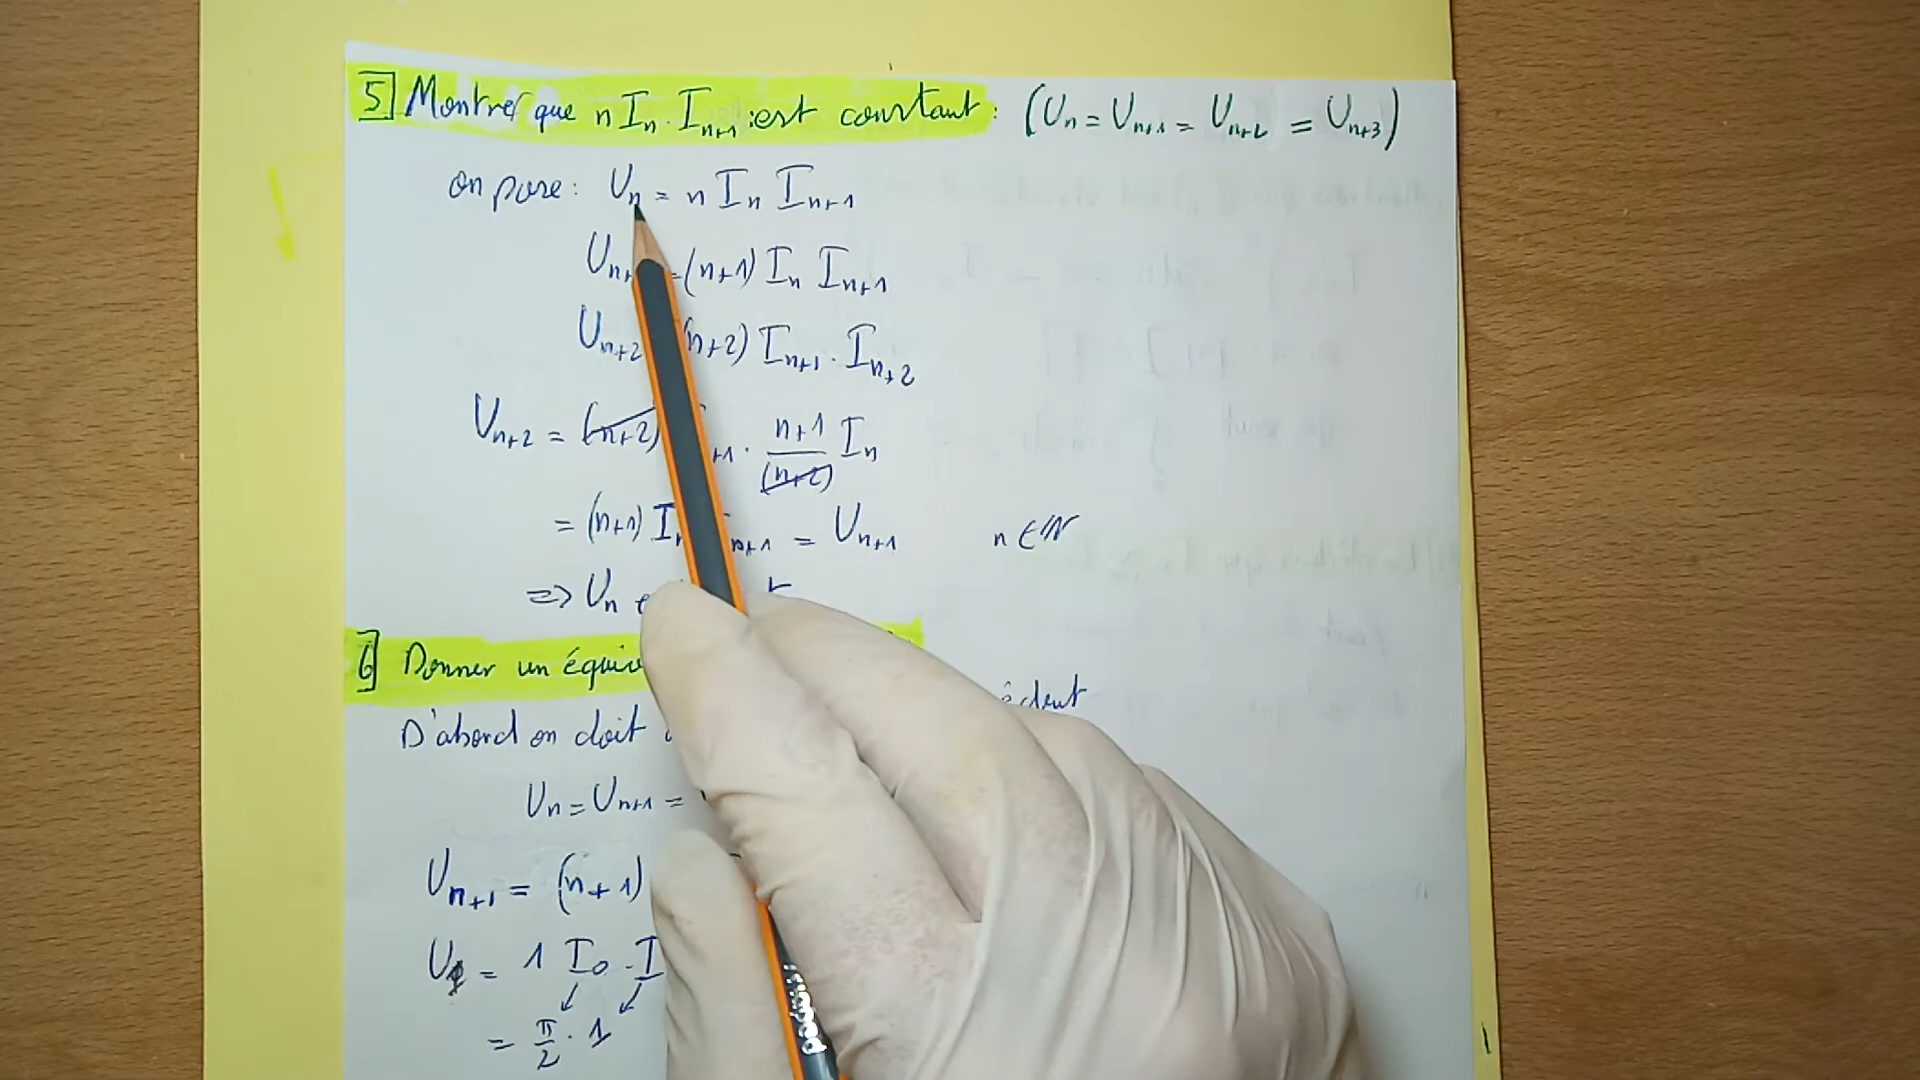 5] Montrer que n Iₙ . Iₙ₊₁ : est constant : (Uₙ = Uₙ₊₁ = Uₙ₊₂ = Uₙ₊₃)
on pose : Uₙ = n Iₙ Iₙ₊₁
Uₙ₊ = (n+1) Iₙ Iₙ₊₁
Uₙ₊₂ (n+2) Iₙ₊₁ . Iₙ₊₂
Uₙ₊₂ = (n+2) ₊₁ . n+1/(n+2) Iₙ
= (n+1) Iₙ ₙ₊₁ = Uₙ₊₁ n ∈ ℕ
=> Uₙ
6] Donner un
D'abord on doit
Uₙ = Uₙ₊₁ =
Uₙ₊₁ = (n+1)
U₁ = 1 I₀ . I
= π/2 . 1